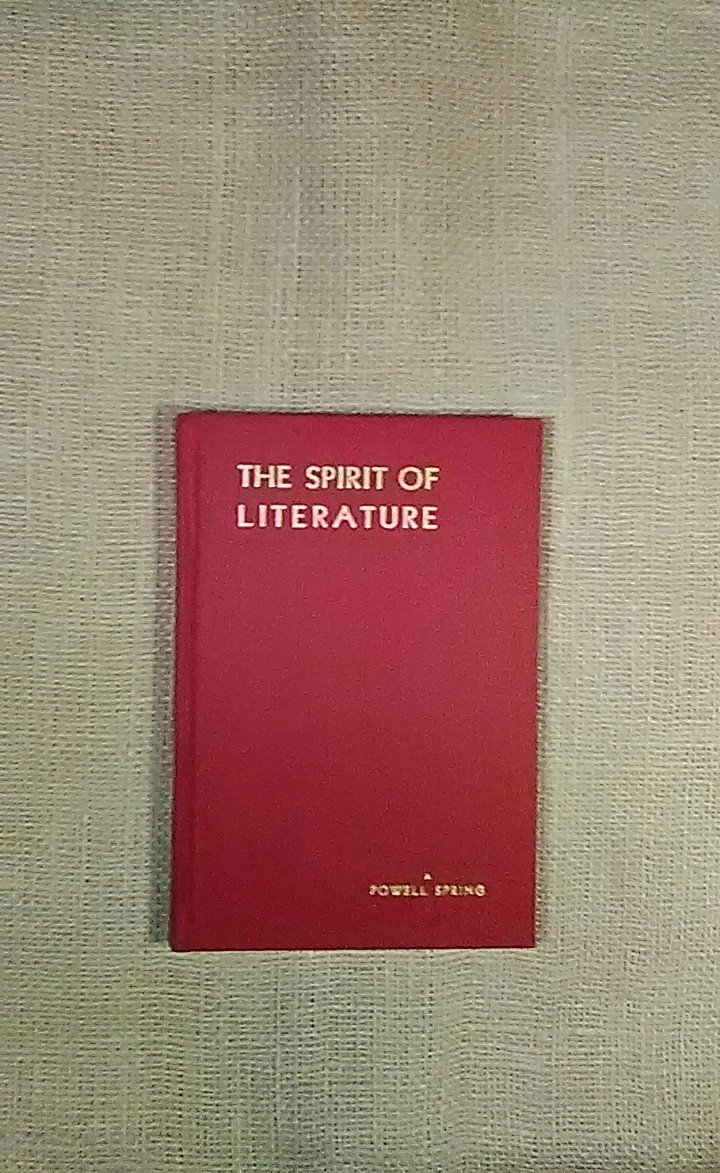 THE SPIRIT OF
LITERATURE
A
POWELL SPRING